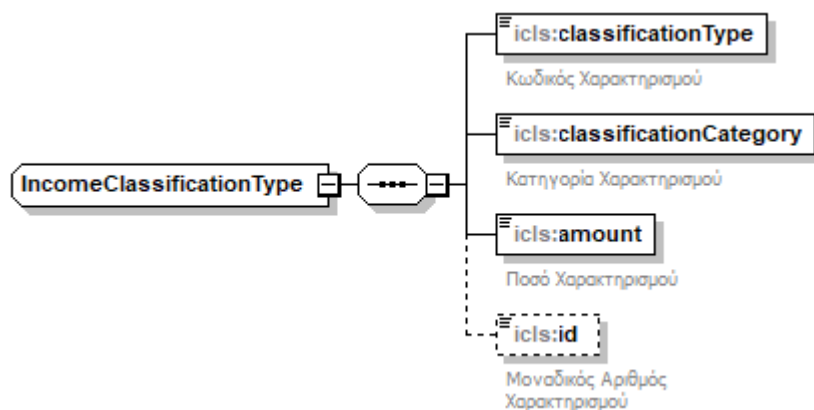 icls:classificationType
Κωδικός Χαρακτηρισμού
icls:classificationCategory
Κατηγορία Χαρακτηρισμού
IncomeClassificationType
icls:amount
Ποσό Χαρακτηρισμού
icls:id
Μοναδικός Αριθμός
Χαρακτηρισμού